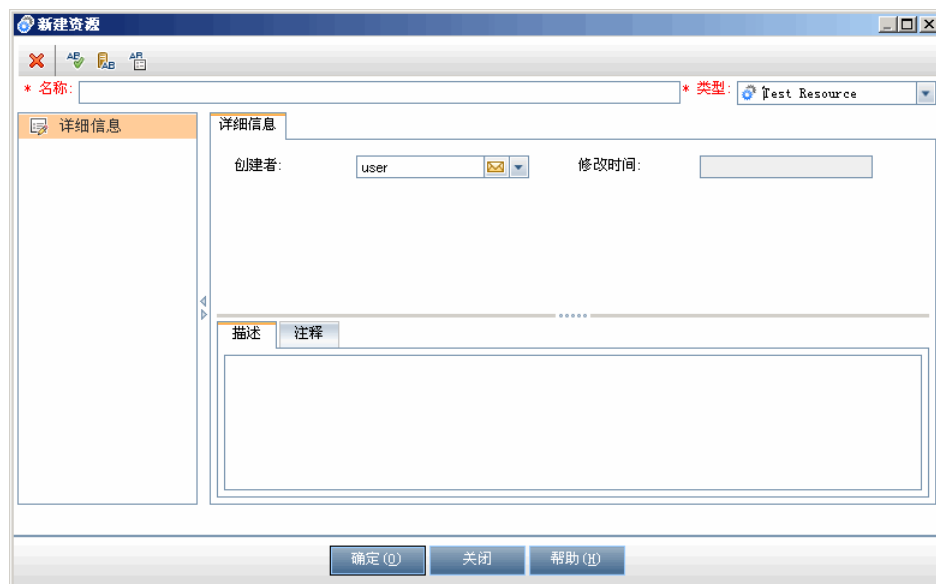 新建资源
* 名称: * 类型: Test Resource
详细信息 详细信息
创建者: user 修改时间:
描述 注释
确定(O) 关闭 帮助(H)